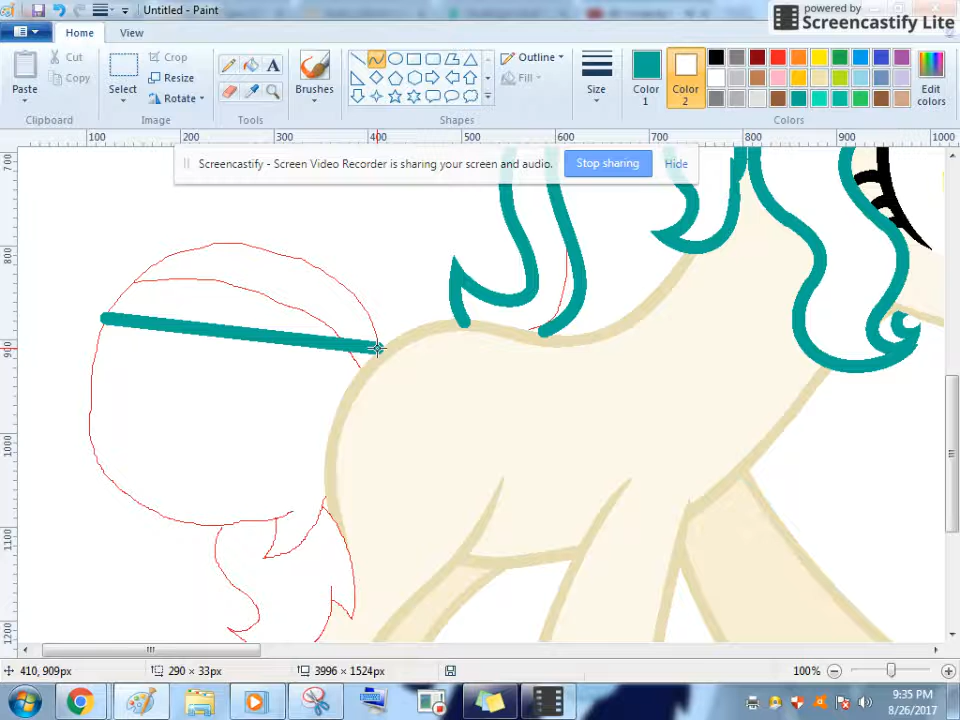 Untitled - Paint
powered by
Screencastify Lite
Home
View
Paste
Cut
Copy
Clipboard
Select
Crop
Resize
Rotate
Image
A
Tools
Brushes
Outline
Fill
Shapes
Size
Color
1
Color
2
Edit
colors
Colors
100
200
300
400
500
600
700
800
900
1000
Screencastify - Screen Video Recorder is sharing your screen and audio.
Stop sharing
Hide
700
800
900
1000
1100
1200
410, 909px
290 × 33px
3996 × 1524px
100%
9:35 PM
8/26/2017